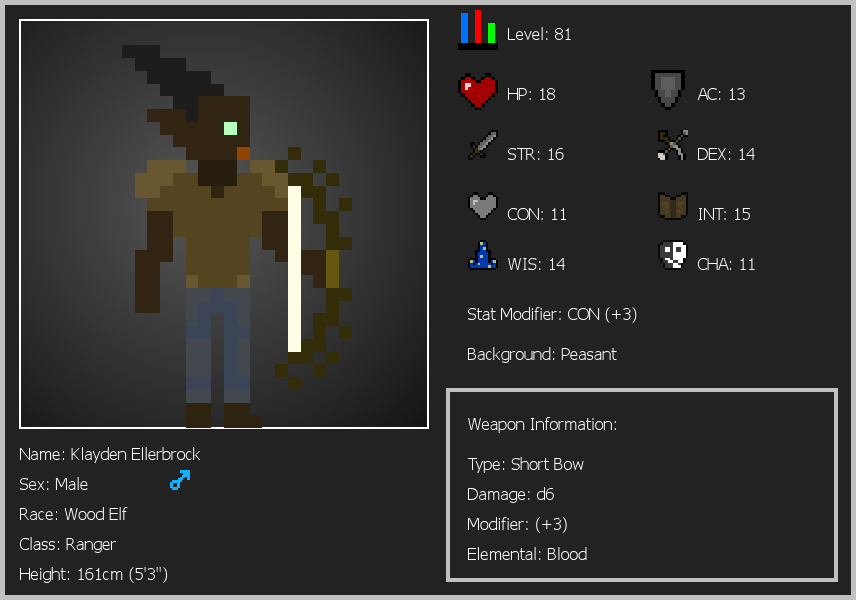 Level: 81
HP: 18
AC: 13
STR: 16
DEX: 14
CON: 11
INT: 15
WIS: 14
CHA: 11
Stat Modifier: CON (+3)
Background: Peasant
Weapon Information:
Type: Short Bow
Damage: d6
Modifier: (+3)
Elemental: Blood
Name: Klayden Ellerbrock
Sex: Male
Race: Wood Elf
Class: Ranger
Height: 161cm (5'3")